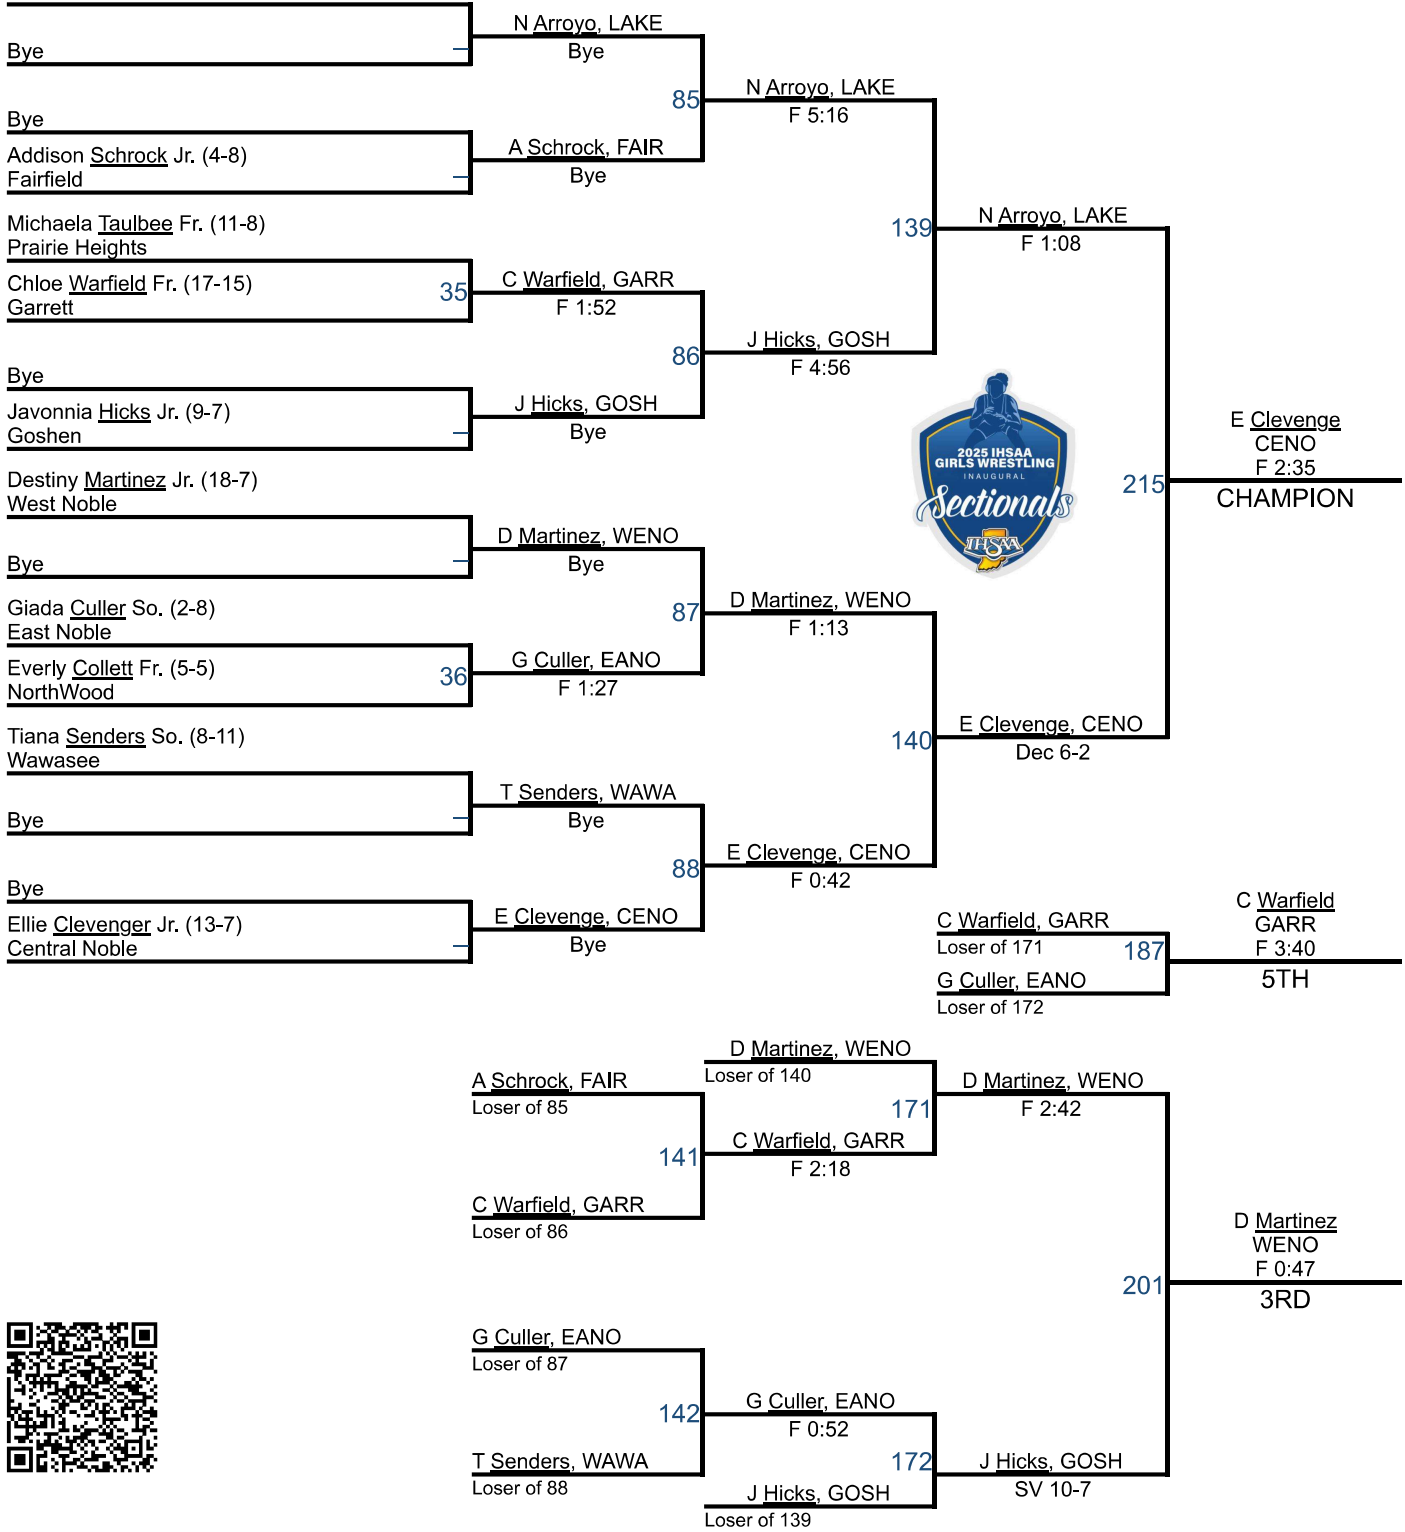 Bye
Bye
Addison Schrock Jr. (4-8)
Fairfield
Michaela Taulbee Fr. (11-8)
Prairie Heights
Chloe Warfield Fr. (17-15)
Garrett
35
Bye
Javonnia Hicks Jr. (9-7)
Goshen
Destiny Martinez Jr. (18-7)
West Noble
Bye
Giada Culler So. (2-8)
East Noble
Everly Collett Fr. (5-5)
NorthWood
36
Tiana Senders So. (8-11)
Wawasee
Bye
Bye
Ellie Clevenger Jr. (13-7)
Central Noble
N Arroyo, LAKE
Bye
85
A Schrock, FAIR
Bye
C Warfield, GARR
F 1:52
86
J Hicks, GOSH
Bye
D Martinez, WENO
Bye
87
G Culler, EANO
F 1:27
T Senders, WAWA
Bye
88
E Clevenge, CENO
Bye
N Arroyo, LAKE
F 5:16
139
J Hicks, GOSH
F 4:56
D Martinez, WENO
F 1:13
140
E Clevenge, CENO
F 0:42
N Arroyo, LAKE
F 1:08
2025 IHSAA
GIRLS WRESTLING
INAUGURAL
Sectionals
IHSAA
215
E Clevenge, CENO
Dec 6-2
E Clevenge
CENO
F 2:35
CHAMPION
C Warfield, GARR
Loser of 171
187
G Culler, EANO
Loser of 172
C Warfield
GARR
F 3:40
5TH
A Schrock, FAIR
Loser of 85
141
C Warfield, GARR
Loser of 86
G Culler, EANO
Loser of 87
142
T Senders, WAWA
Loser of 88
D Martinez, WENO
Loser of 140
171
C Warfield, GARR
F 2:18
G Culler, EANO
F 0:52
172
J Hicks, GOSH
Loser of 139
D Martinez, WENO
F 2:42
201
J Hicks, GOSH
SV 10-7
D Martinez
WENO
F 0:47
3RD